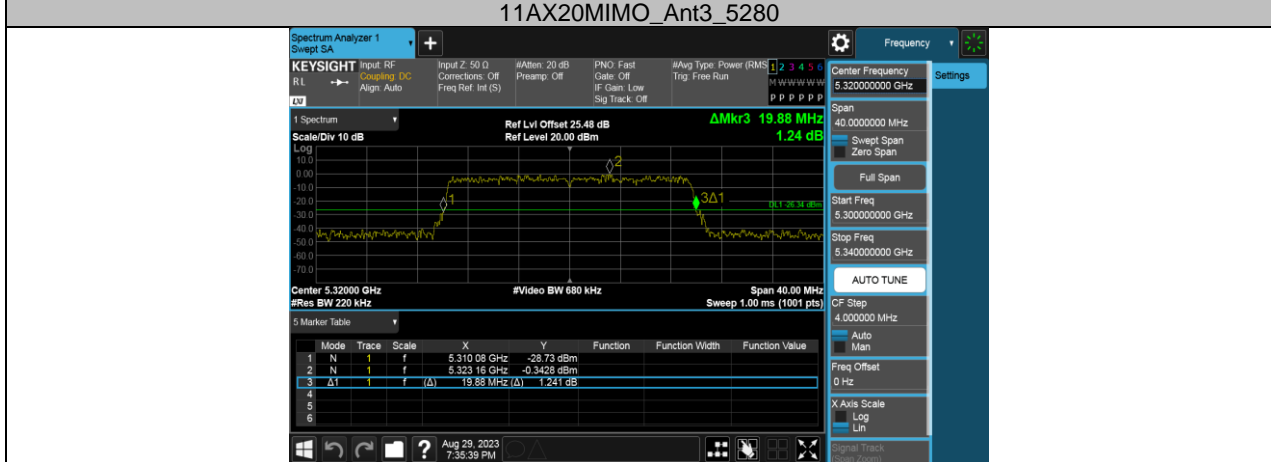 11AX20MIMO_Ant3_5280
Spectrum Analyzer 1
Swept SA
+
Frequency
KEYSIGHT
RL
LXI
Input: RF
Coupling: DC
Align: Auto
Input Z: 50 Ω
Corrections: Off
Freq Ref: Int (S)
#Atten: 20 dB
Preamp: Off
PNO: Fast
Gate: Off
IF Gain: Low
Sig Track: Off
#Avg Type: Power (RMS
Trig: Free Run
1 2 3 4 5 6
M W W W W W
P P P P P P
1 Spectrum
Scale/Div 10 dB
Ref Lvl Offset 25.48 dB
Ref Level 20.00 dBm
ΔMkr3 19.88 MHz
1.24 dB
Log
10.0
0.00
-10.0
-20.0
-30.0
-40.0
-50.0
-60.0
-70.0
1
2
3Δ1
DL1 -26.34 dBm
Center 5.32000 GHz
#Res BW 220 kHz
#Video BW 680 kHz
Span 40.00 MHz
Sweep 1.00 ms (1001 pts)
5 Marker Table
Mode Trace Scale X Y Function Function Width Function Value
1 N 1 f 5.310 08 GHz -28.73 dBm
2 N 1 f 5.323 16 GHz -0.3428 dBm
3 Δ1 1 f (Δ) 19.88 MHz (Δ) 1.241 dB
4
5
6
?
Aug 29, 2023
7:35:39 PM
Center Frequency
5.320000000 GHz
Settings
Span
40.0000000 MHz
Swept Span
Zero Span
Full Span
Start Freq
5.300000000 GHz
Stop Freq
5.340000000 GHz
AUTO TUNE
CF Step
4.000000 MHz
Auto
Man
Freq Offset
0 Hz
X Axis Scale
Log
Lin
Signal Track
(Span Zoom)